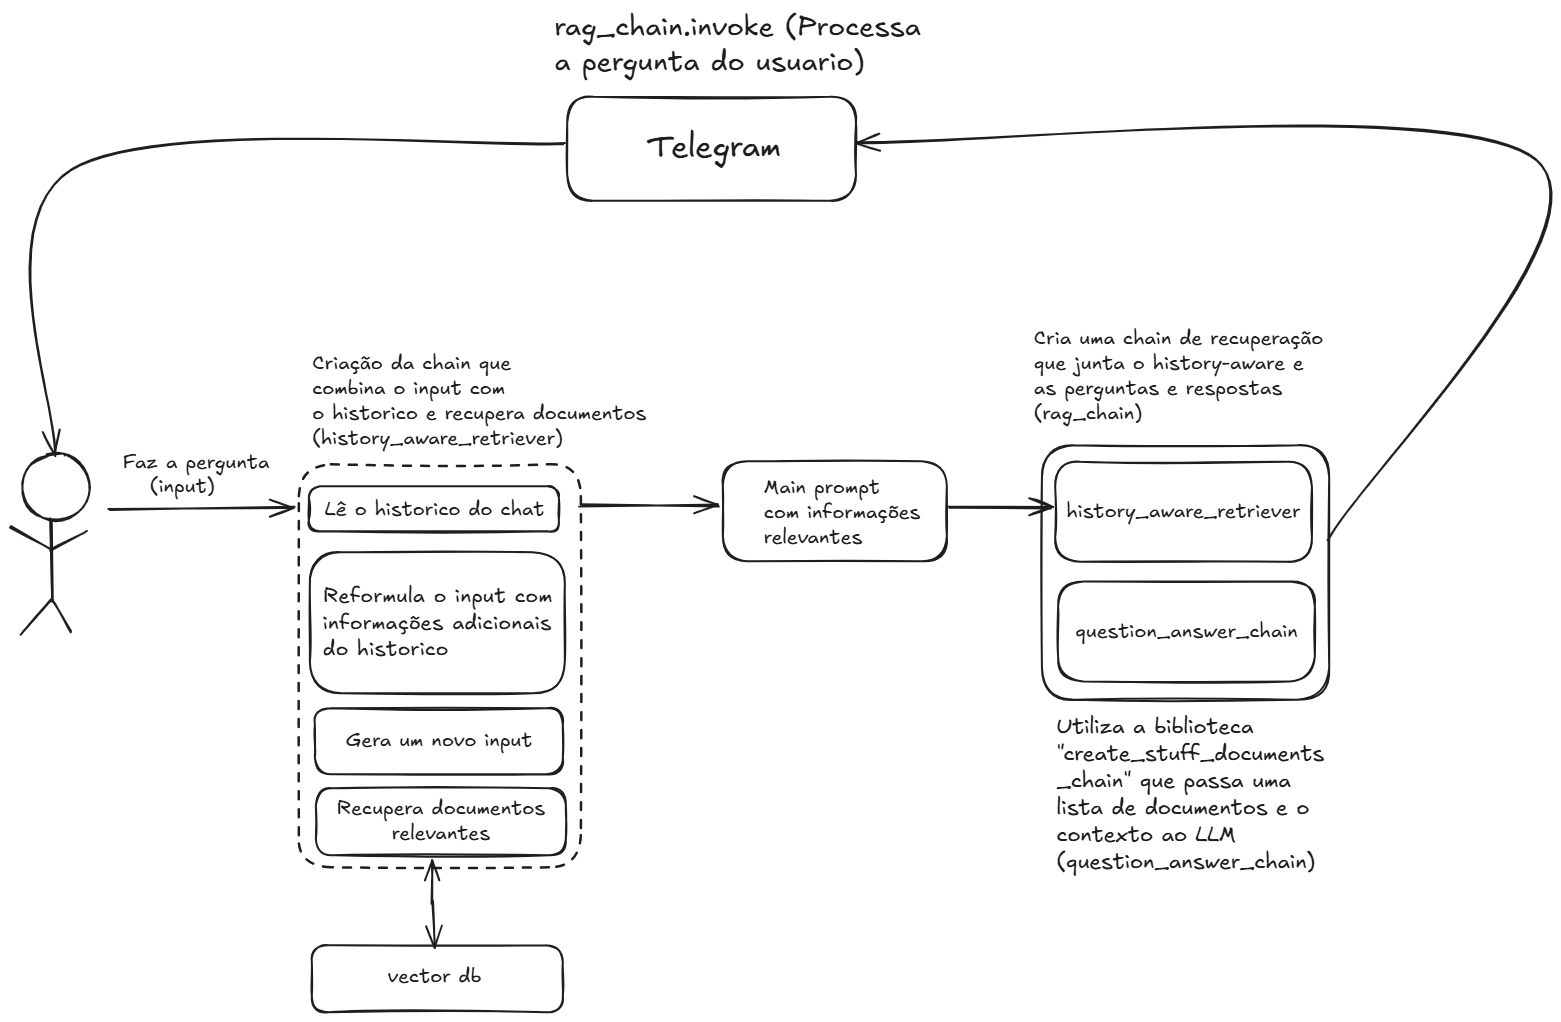 rag_chain.invoke (Processa
a pergunta do usuario)
Telegram
Faz a pergunta
(input)
Criação da chain que
combina o input com
o historico e recupera documentos
(history_aware_retriever)
Lê o historico do chat
Reformula o input com
informações adicionais
do historico
Gera um novo input
Recupera documentos
relevantes
vector db
Main prompt
com informações
relevantes
Cria uma chain de recuperação
que junta o history-aware e
as perguntas e respostas
(rag_chain)
history_aware_retriever
question_answer_chain
Utiliza a biblioteca
"create_stuff_documents
_chain" que passa uma
lista de documentos e o
contexto ao LLM
(question_answer_chain)